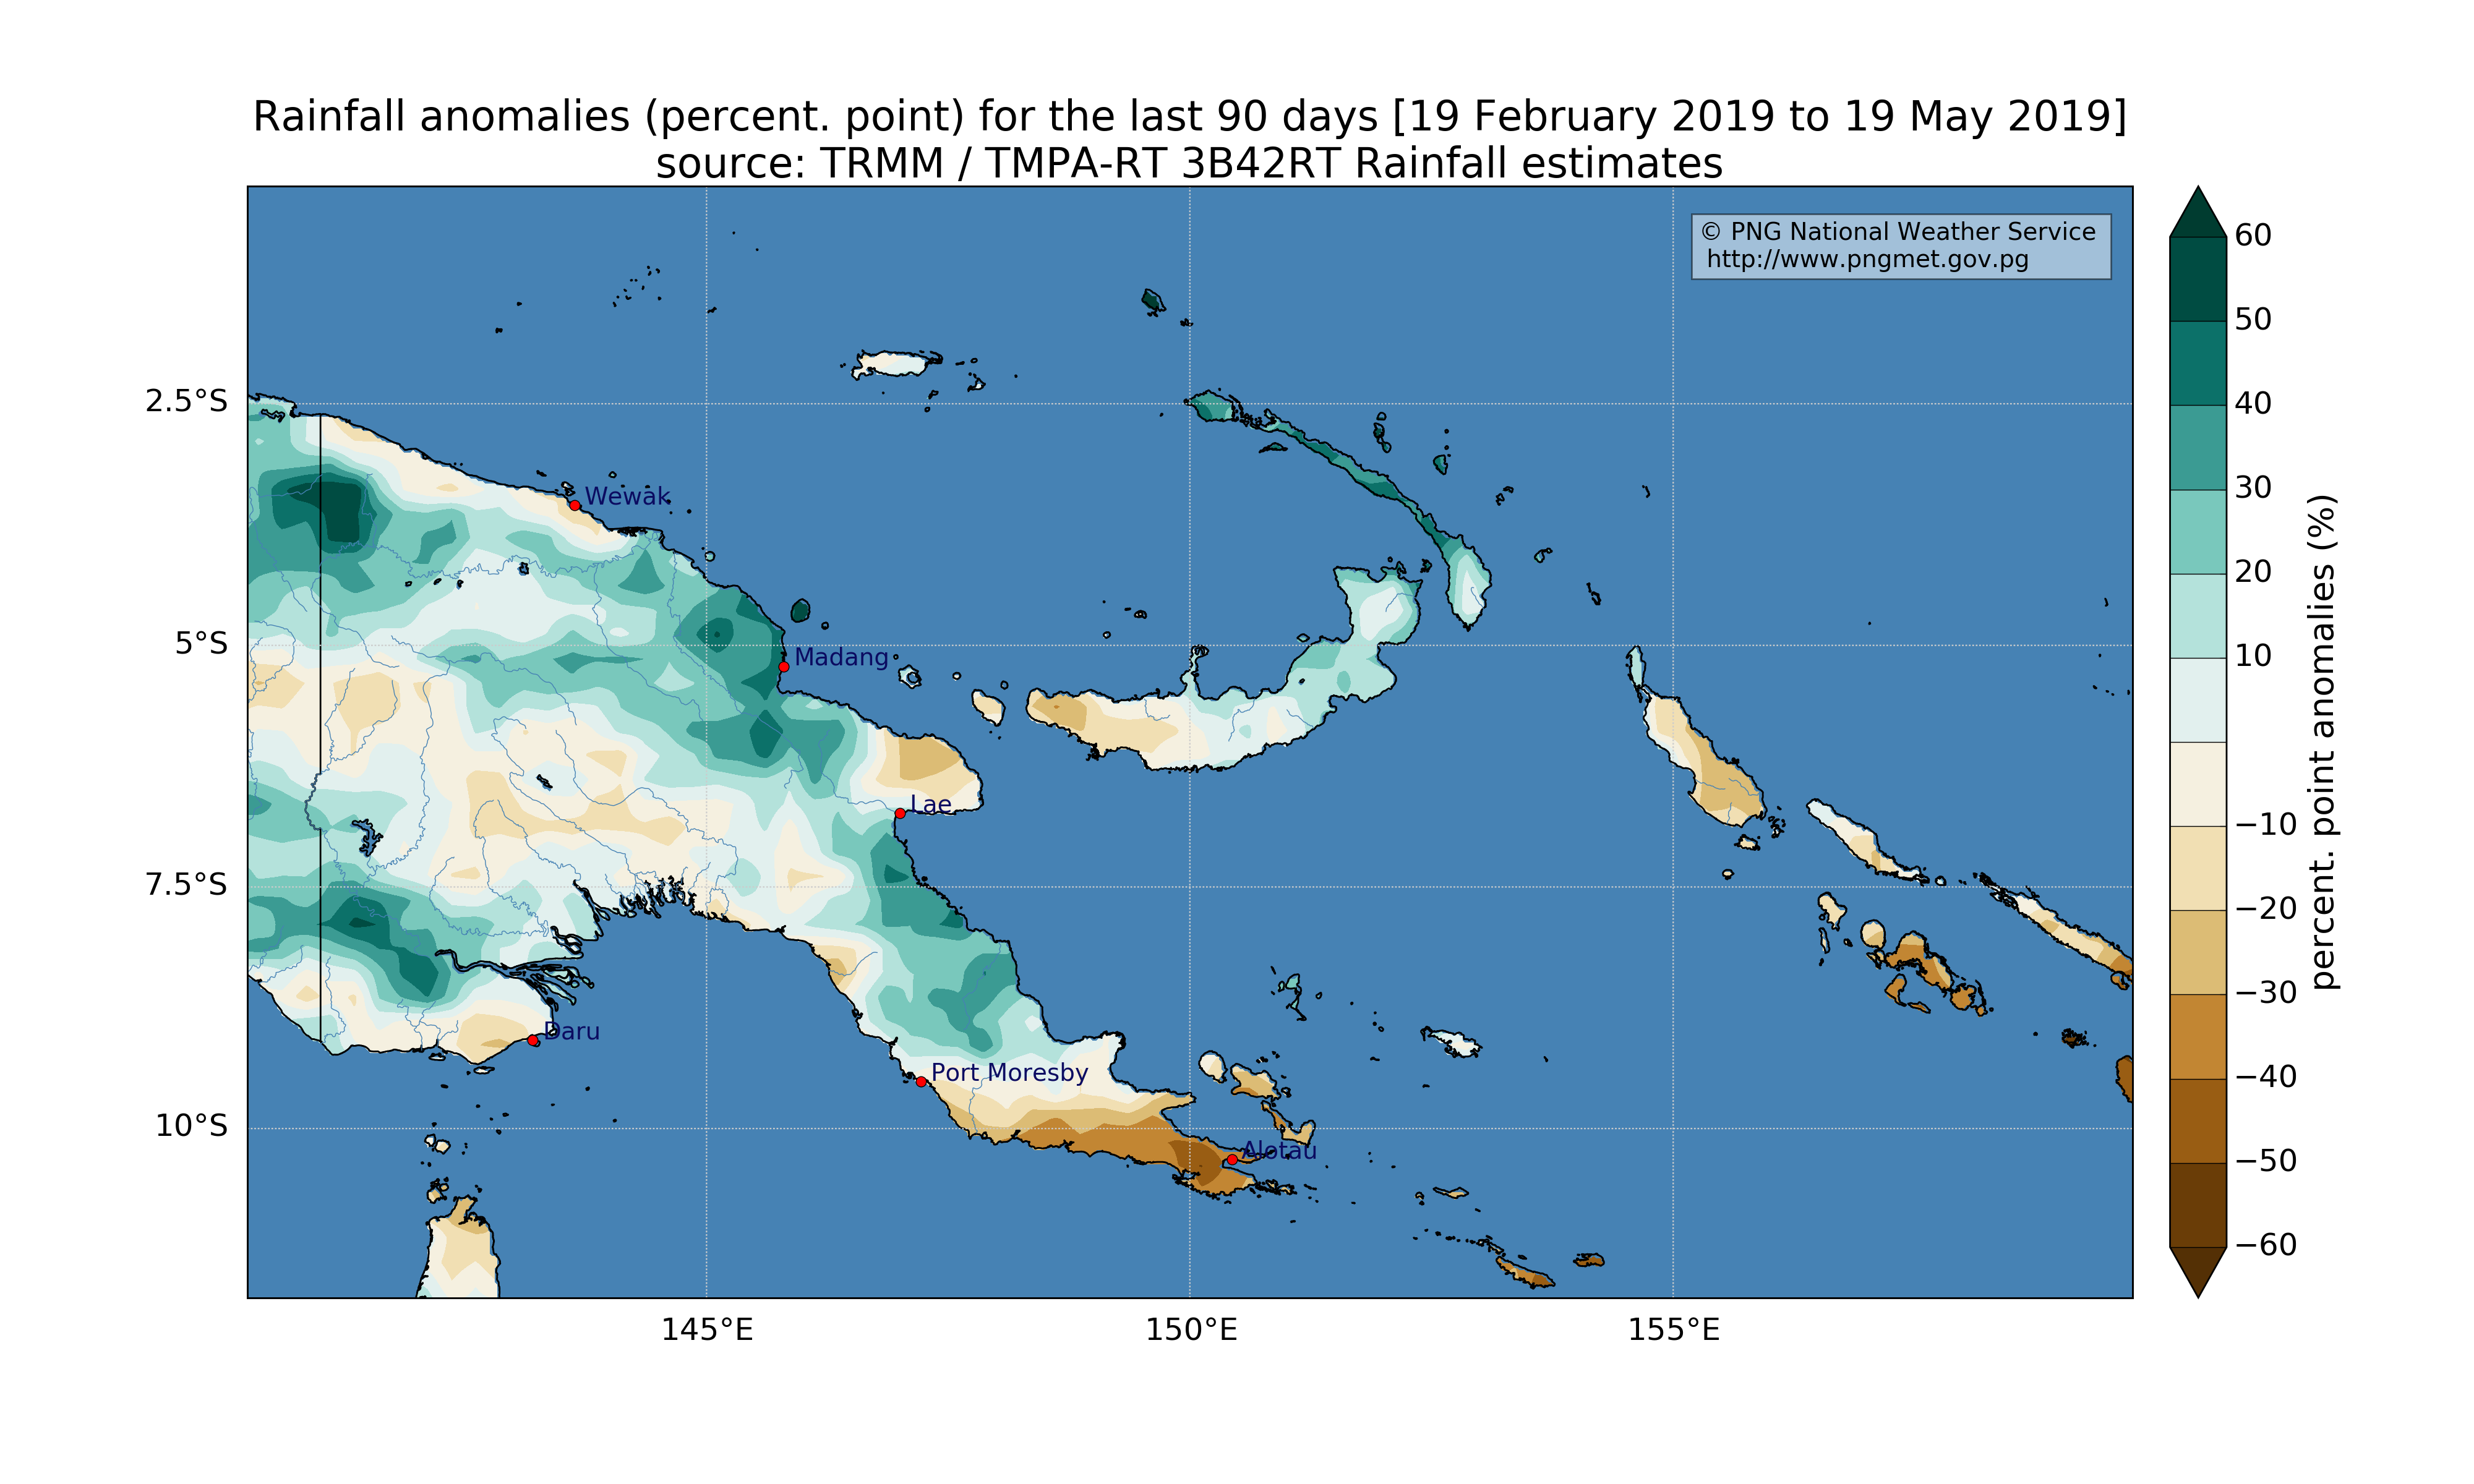 Rainfall anomalies (percent. point) for the last 90 days [19 February 2019 to 19 May 2019]
source: TRMM / TMPA-RT 3B42RT Rainfall estimates
© PNG National Weather Service
http://www.pngmet.gov.pg
60
50
40
30
20
10
−10
−20
−30
−40
−50
−60
percent. point anomalies (%)
2.5°S
5°S
7.5°S
10°S
Wewak
Madang
Lae
Daru
Port Moresby
Alotau
145°E
150°E
155°E